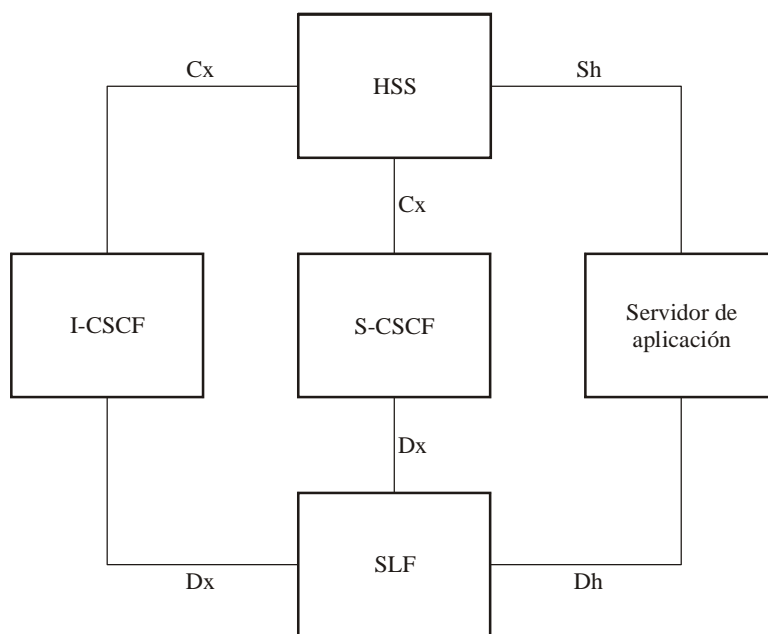 Cx
HSS
Sh
Cx
I-CSCF
S-CSCF
Servidor de
aplicación
Dx
Dx
SLF
Dh